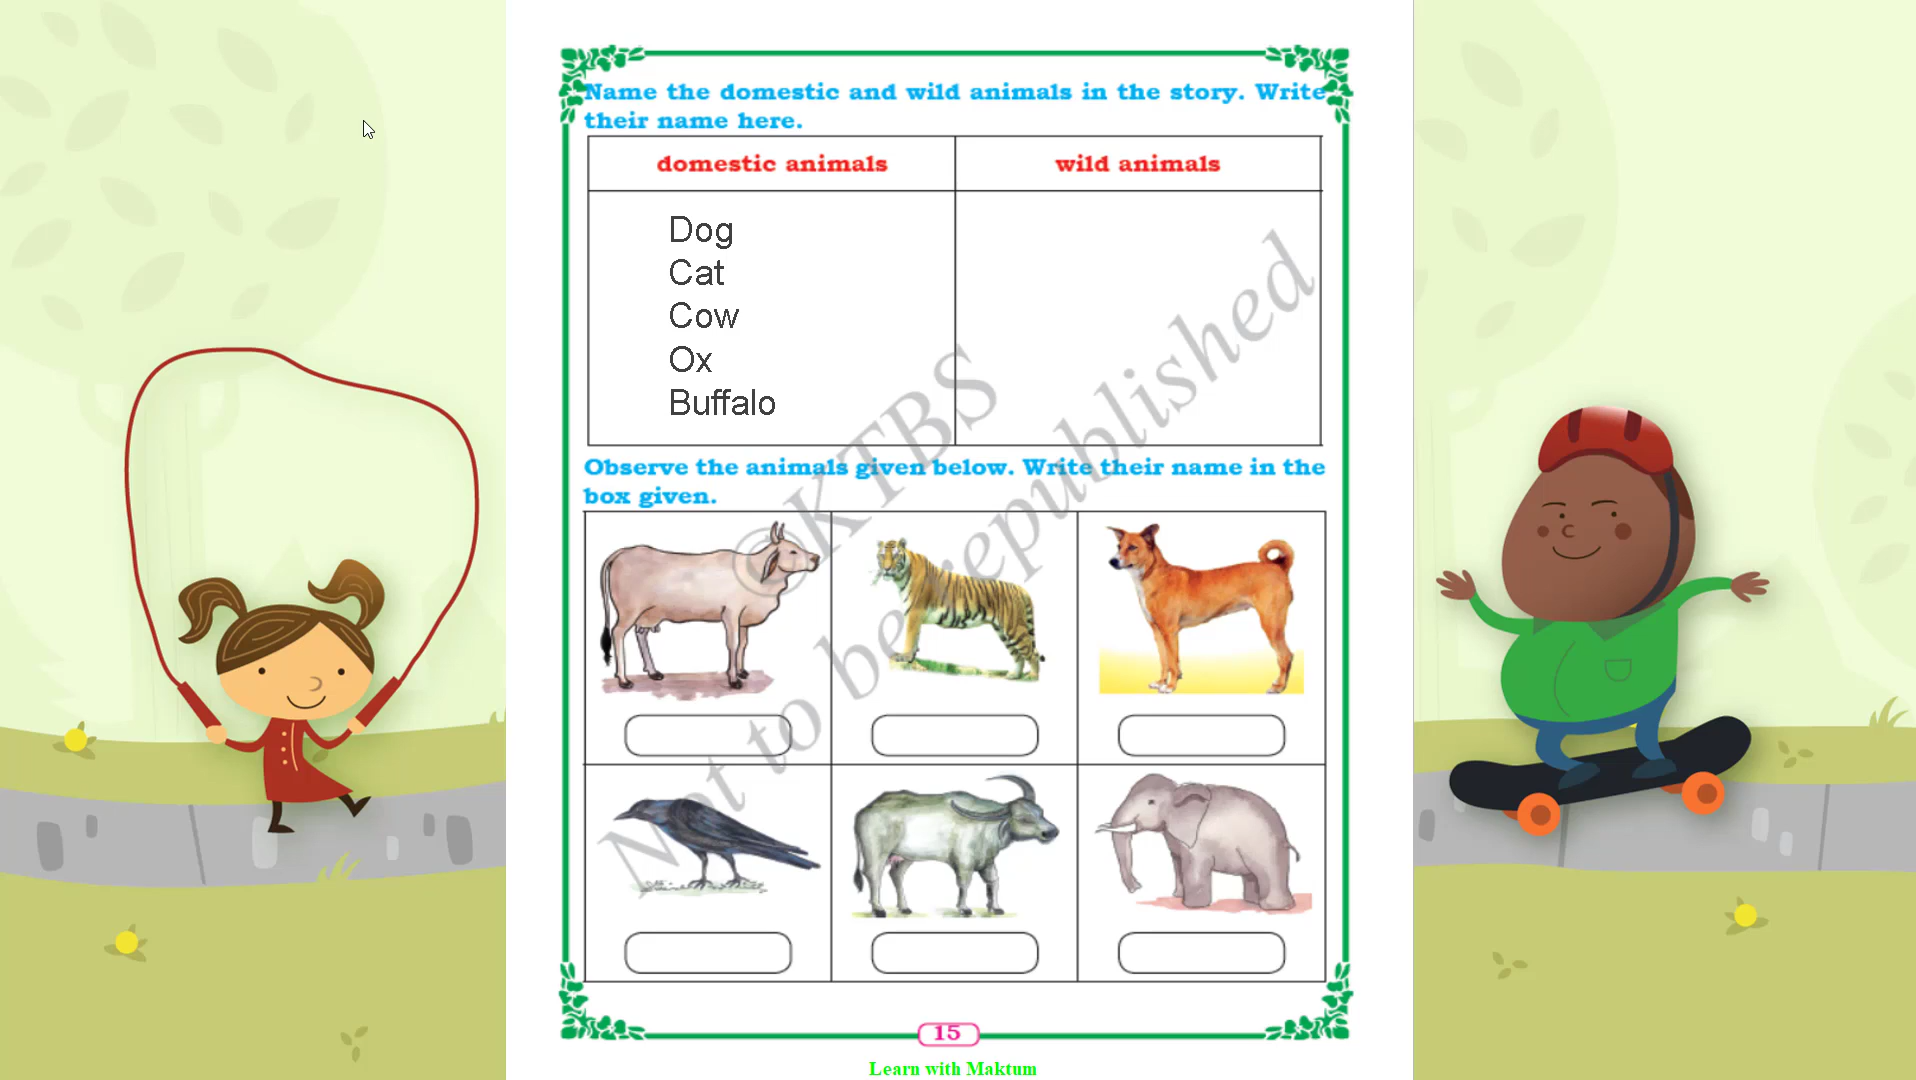 Name the domestic and wild animals in the story. Write
their name here.
domestic animals
wild animals
Dog
Cat
Cow
Ox
Buffalo
Observe the animals given below. Write their name in the
box given.
©KTBS
Not to be republished
15
Learn with Maktum